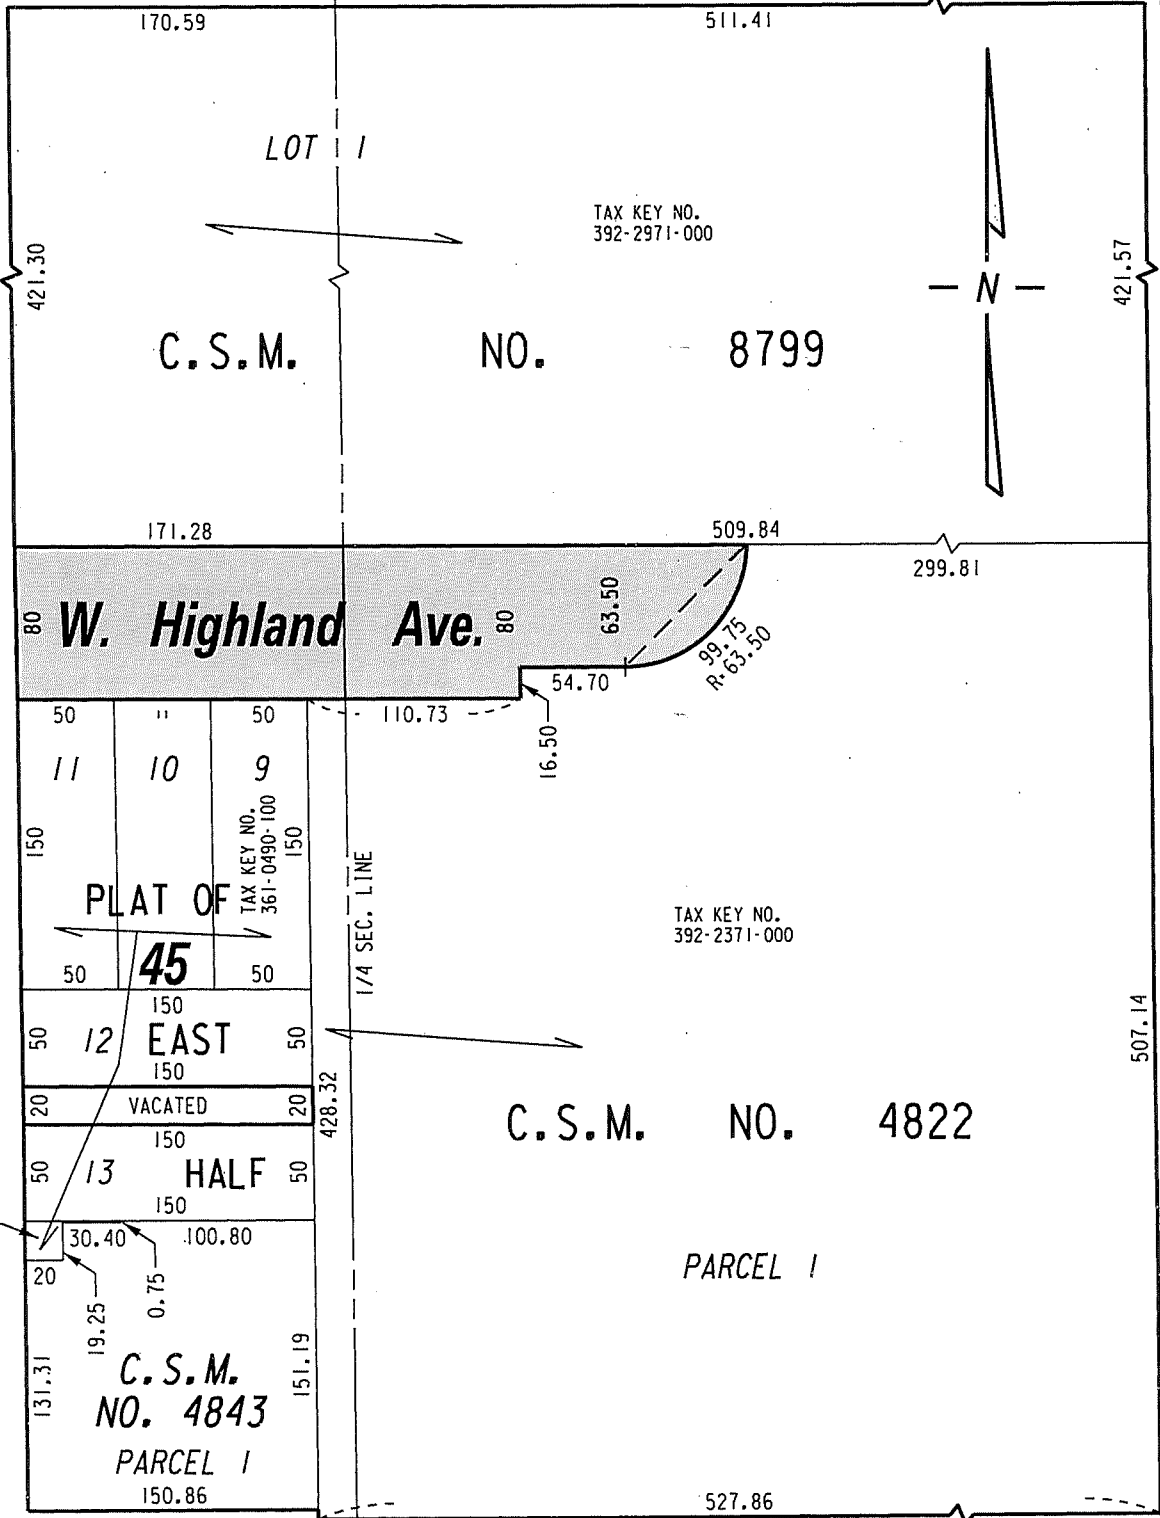 170.59
511.41
LOT 1
TAX KEY NO.
392-2971-000
421.30
421.57
- N -
C.S.M. NO. 8799
171.28
509.84
299.81
80
W. Highland Ave.
80
63.50
99.75
R-63.50
54.70
110.73
16.50
50
"
50
11
10
9
150
TAX KEY NO.
361-0490-100
150
PLAT OF
45
50
50
1/4 SEC. LINE
TAX KEY NO.
392-2371-000
150
50
12
EAST
50
150
20
VACATED
20
428.32
507.14
C.S.M. NO. 4822
150
50
13
HALF
50
150
30.40
100.80
20
19.25
0.75
PARCEL 1
131.31
151.19
C.S.M.
NO. 4843
PARCEL 1
150.86
527.86